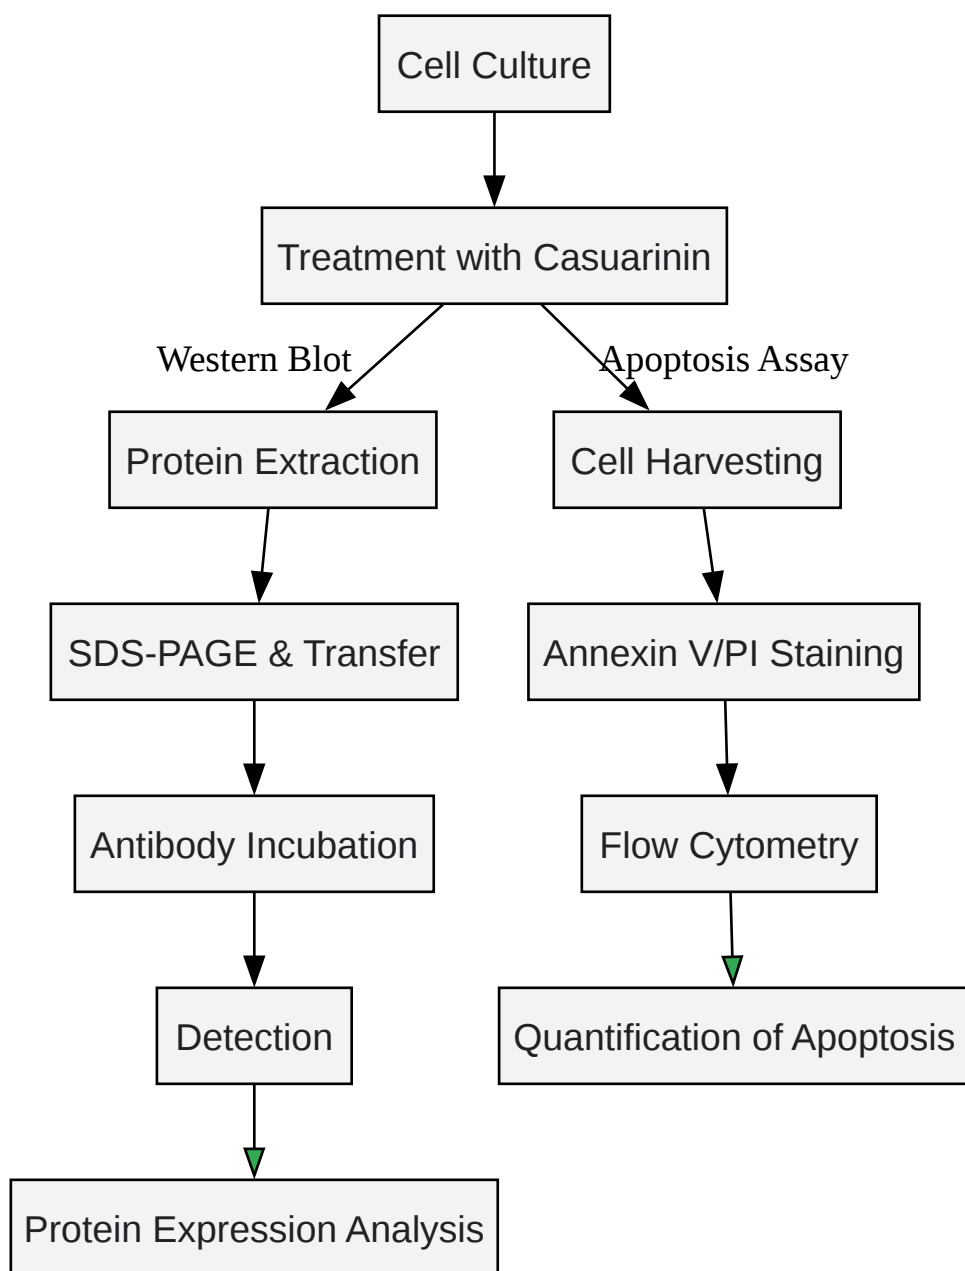 Cell Culture
Treatment with Casuarinin
Western Blot
Apoptosis Assay
Protein Extraction
Cell Harvesting
SDS-PAGE & Transfer
Annexin V/PI Staining
Antibody Incubation
Flow Cytometry
Detection
Quantification of Apoptosis
Protein Expression Analysis